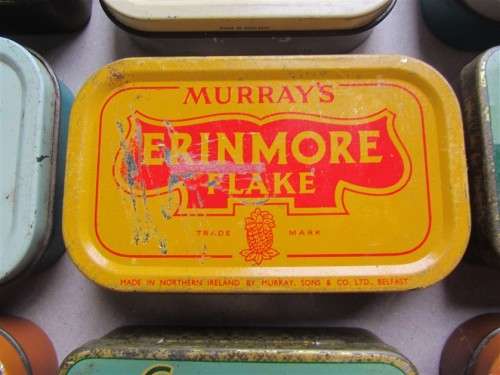 MURRAY'S
ERINMORE
FLAKE
TRADE MARK
MADE IN NORTHERN IRELAND BY MURRAY, SONS & CO. LTD., BELFAST